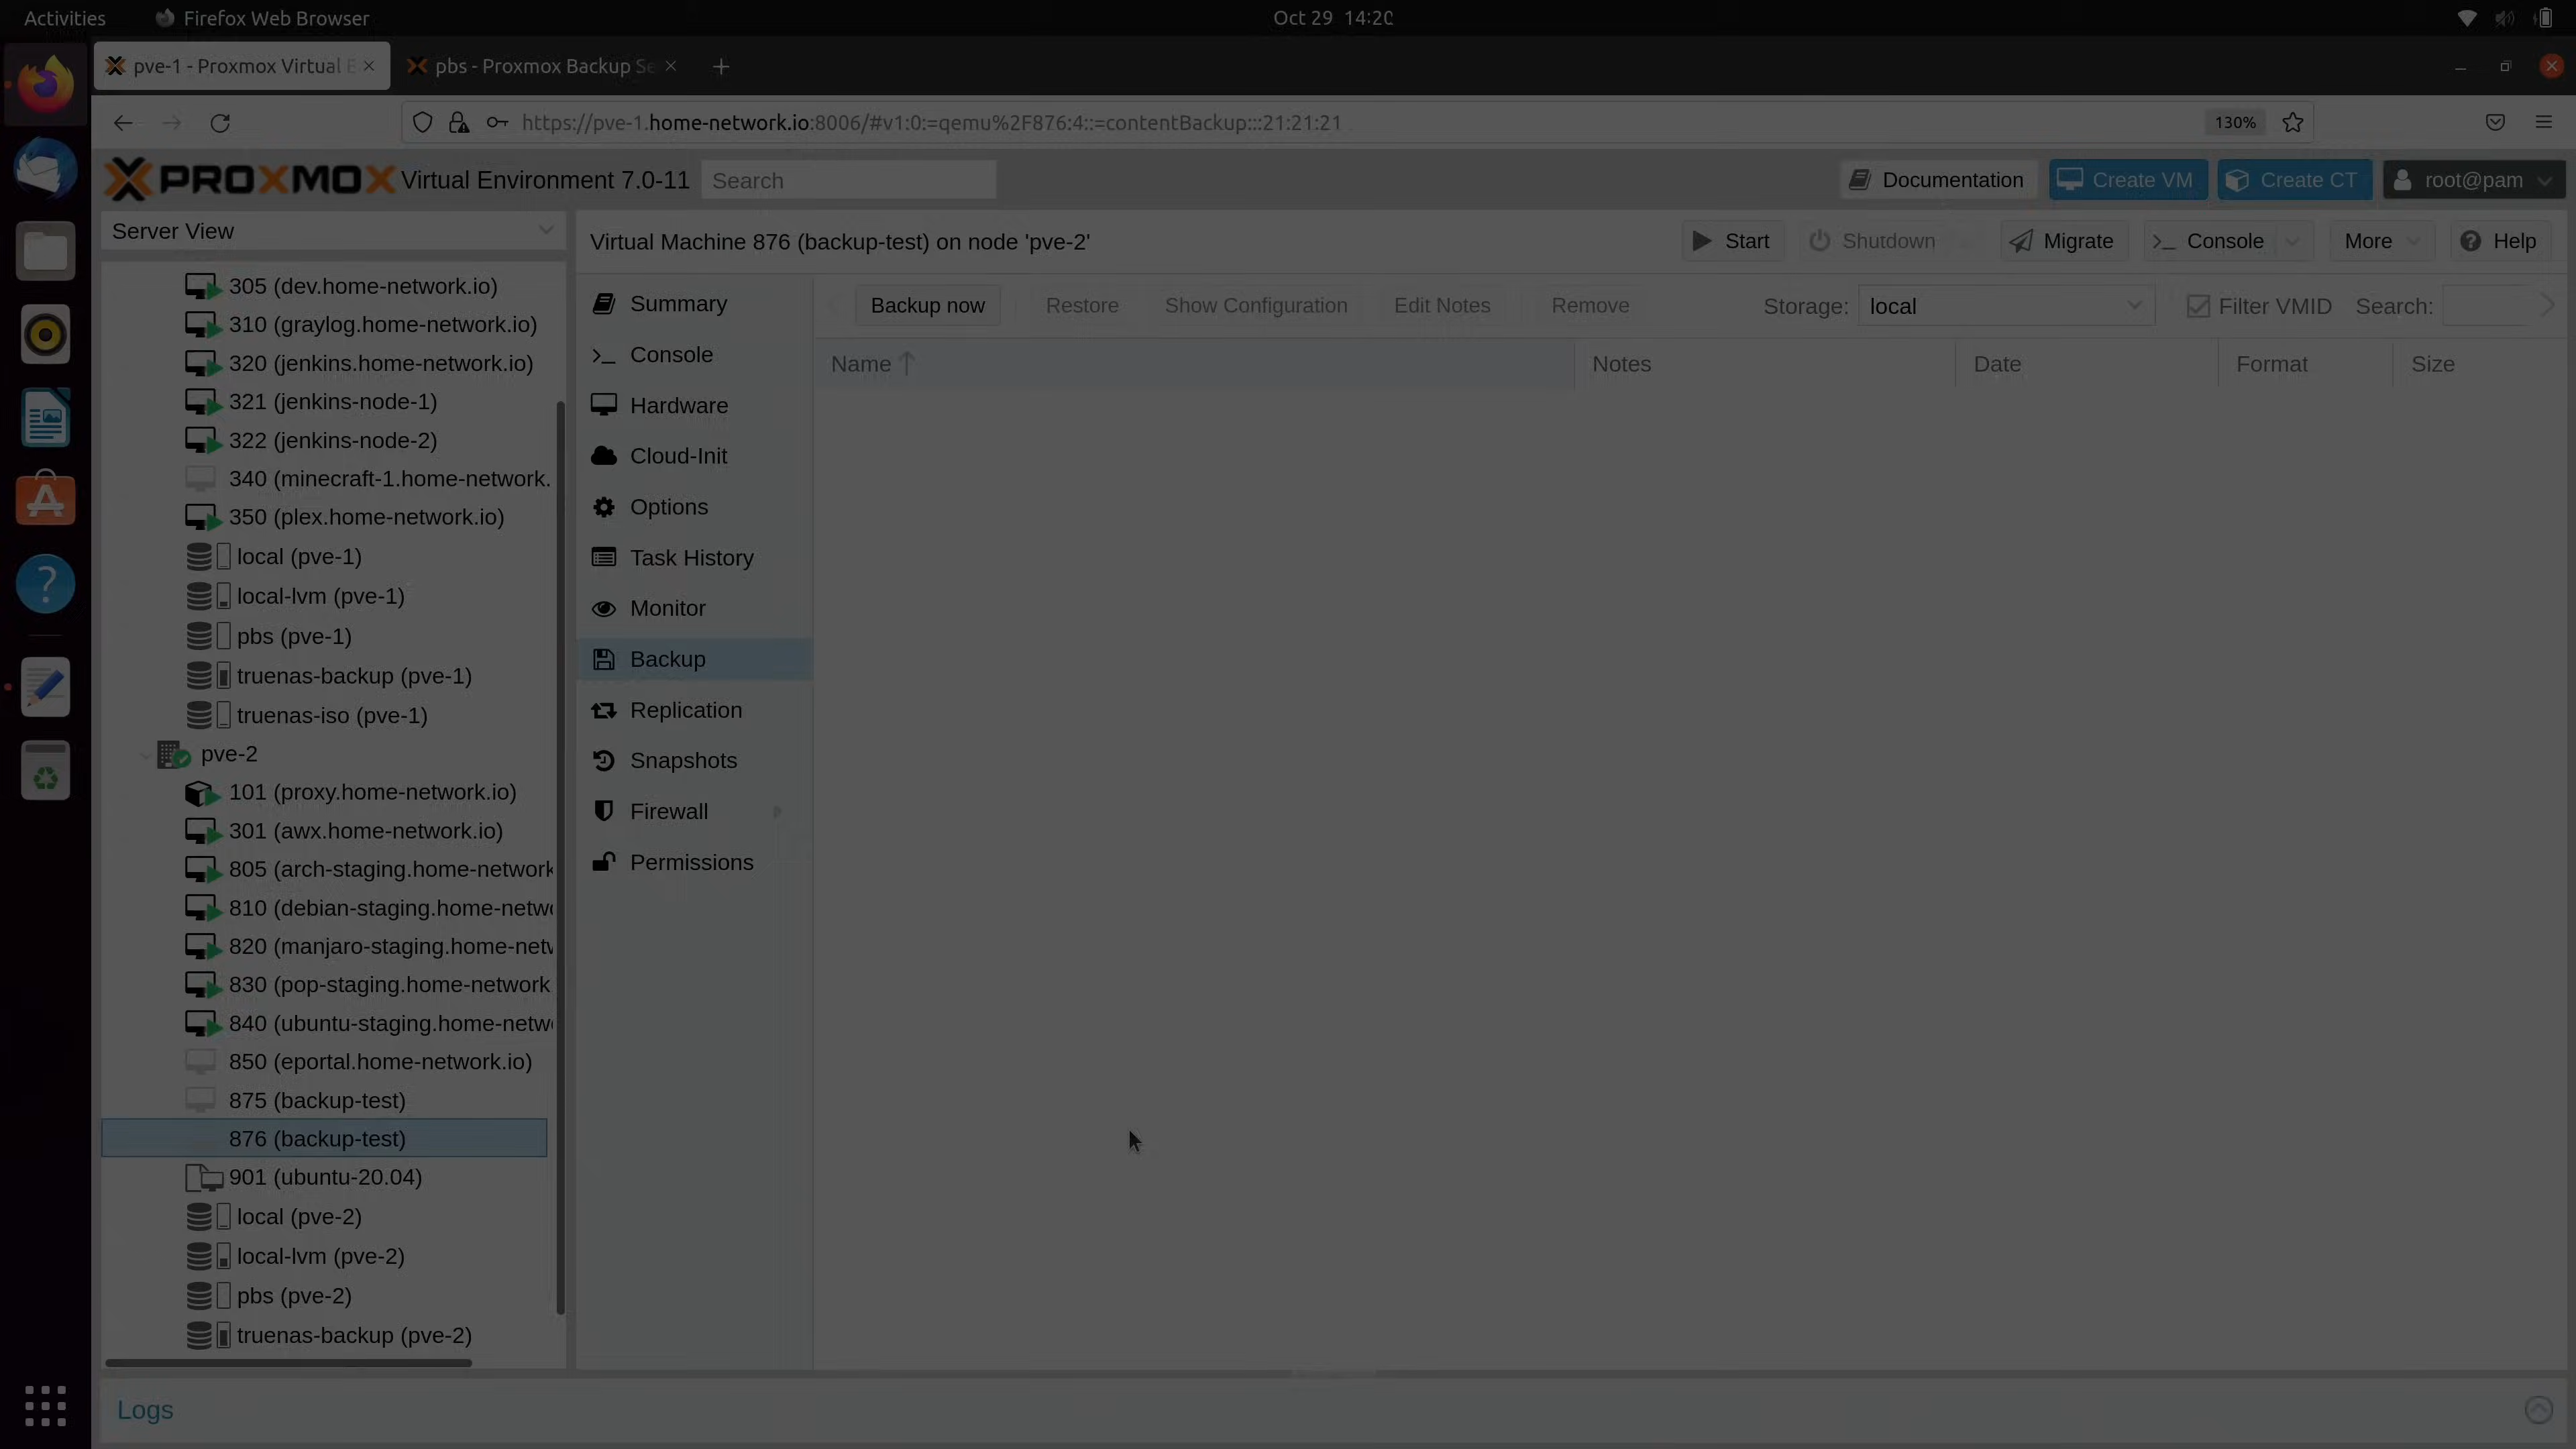 Activities
Firefox Web Browser
Oct 29 14:20
pve-1 - Proxmox Virtual E
pbs - Proxmox Backup Se
https://pve-1.home-network.io:8006/#v1:0:=qemu%2F876:4::=contentBackup:::21:21:21
130%
PROXMOX Virtual Environment 7.0-11
Search
Documentation
Create VM
Create CT
root@pam
Server View
305 (dev.home-network.io)
310 (graylog.home-network.io)
320 (jenkins.home-network.io)
321 (jenkins-node-1)
322 (jenkins-node-2)
340 (minecraft-1.home-network.
350 (plex.home-network.io)
local (pve-1)
local-lvm (pve-1)
pbs (pve-1)
truenas-backup (pve-1)
truenas-iso (pve-1)
pve-2
101 (proxy.home-network.io)
301 (awx.home-network.io)
805 (arch-staging.home-network
810 (debian-staging.home-netw
820 (manjaro-staging.home-net
830 (pop-staging.home-network
840 (ubuntu-staging.home-netw
850 (eportal.home-network.io)
875 (backup-test)
876 (backup-test)
901 (ubuntu-20.04)
local (pve-2)
local-lvm (pve-2)
pbs (pve-2)
truenas-backup (pve-2)
Virtual Machine 876 (backup-test) on node 'pve-2'
Start
Shutdown
Migrate
Console
More
Help
Summary
Console
Hardware
Cloud-Init
Options
Task History
Monitor
Backup
Replication
Snapshots
Firewall
Permissions
Backup now
Restore
Show Configuration
Edit Notes
Remove
Storage: local
Filter VMID
Search:
Name
Notes
Date
Format
Size
Logs